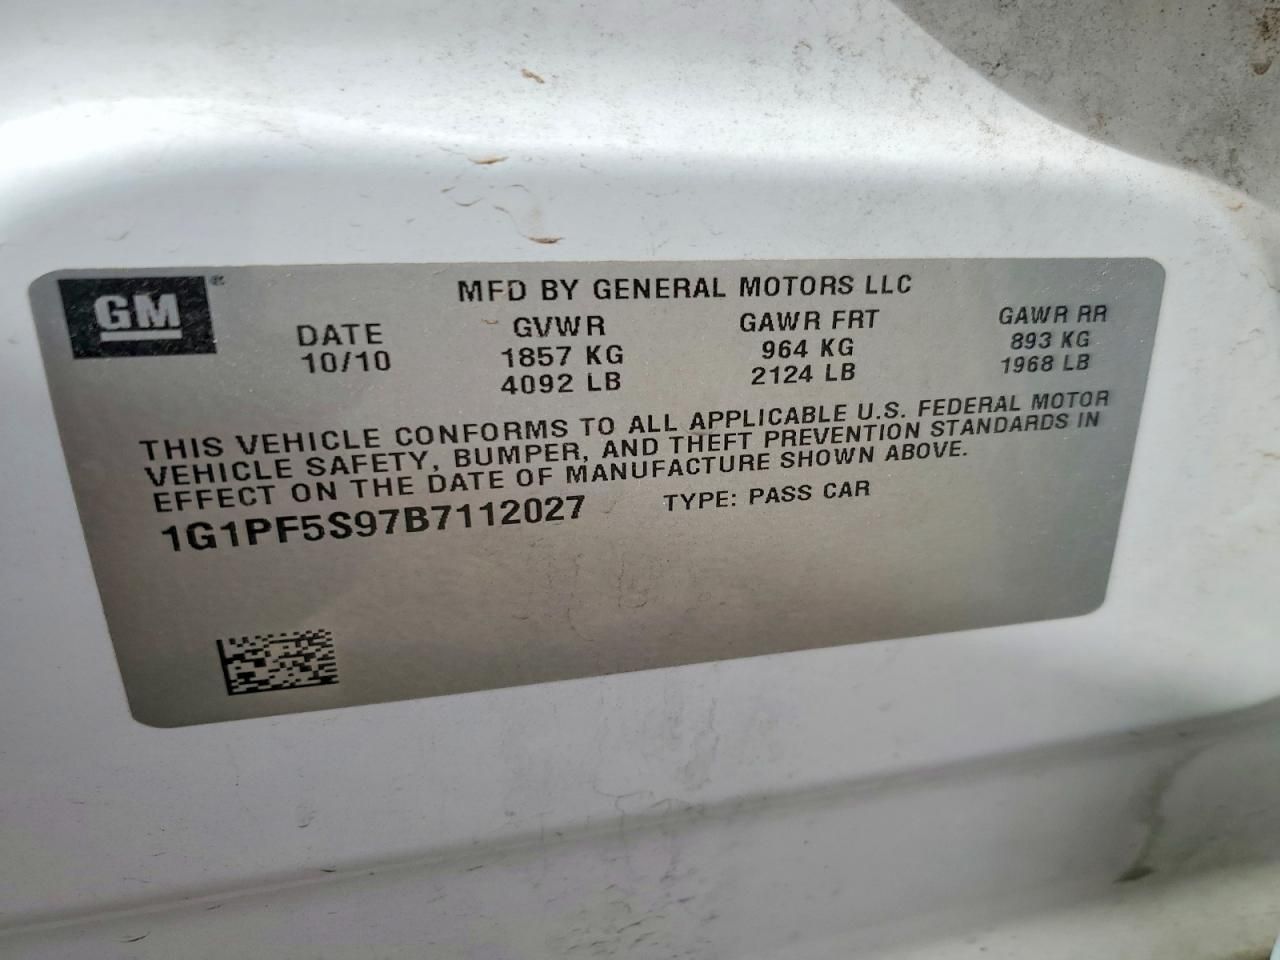 GM®
MFD BY GENERAL MOTORS LLC
DATE GVWR GAWR FRT GAWR RR
10/10 1857 KG 964 KG 893 KG
4092 LB 2124 LB 1968 LB
THIS VEHICLE CONFORMS TO ALL APPLICABLE U.S. FEDERAL MOTOR
VEHICLE SAFETY, BUMPER, AND THEFT PREVENTION STANDARDS IN
EFFECT ON THE DATE OF MANUFACTURE SHOWN ABOVE.
1G1PF5S97B7112027 TYPE: PASS CAR